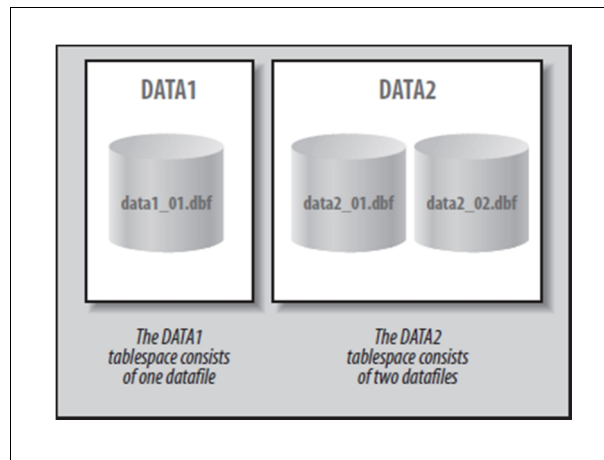 DATA1
DATA2
data1_01.dbf
data2_01.dbf
data2_02.dbf
The DATA1
tablespace consists
of one datafile
The DATA2
tablespace consists
of two datafiles